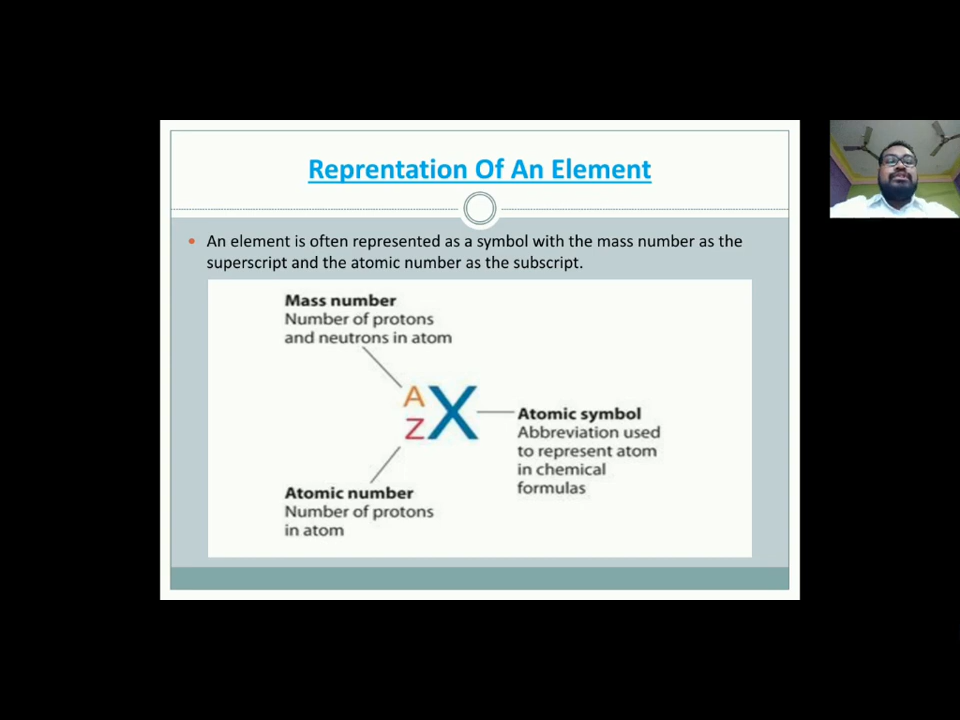 Reprentation Of An Element
An element is often represented as a symbol with the mass number as the
superscript and the atomic number as the subscript.
Mass number
Number of protons
and neutrons in atom
A
Z
X
Atomic symbol
Abbreviation used
to represent atom
in chemical
formulas
Atomic number
Number of protons
in atom